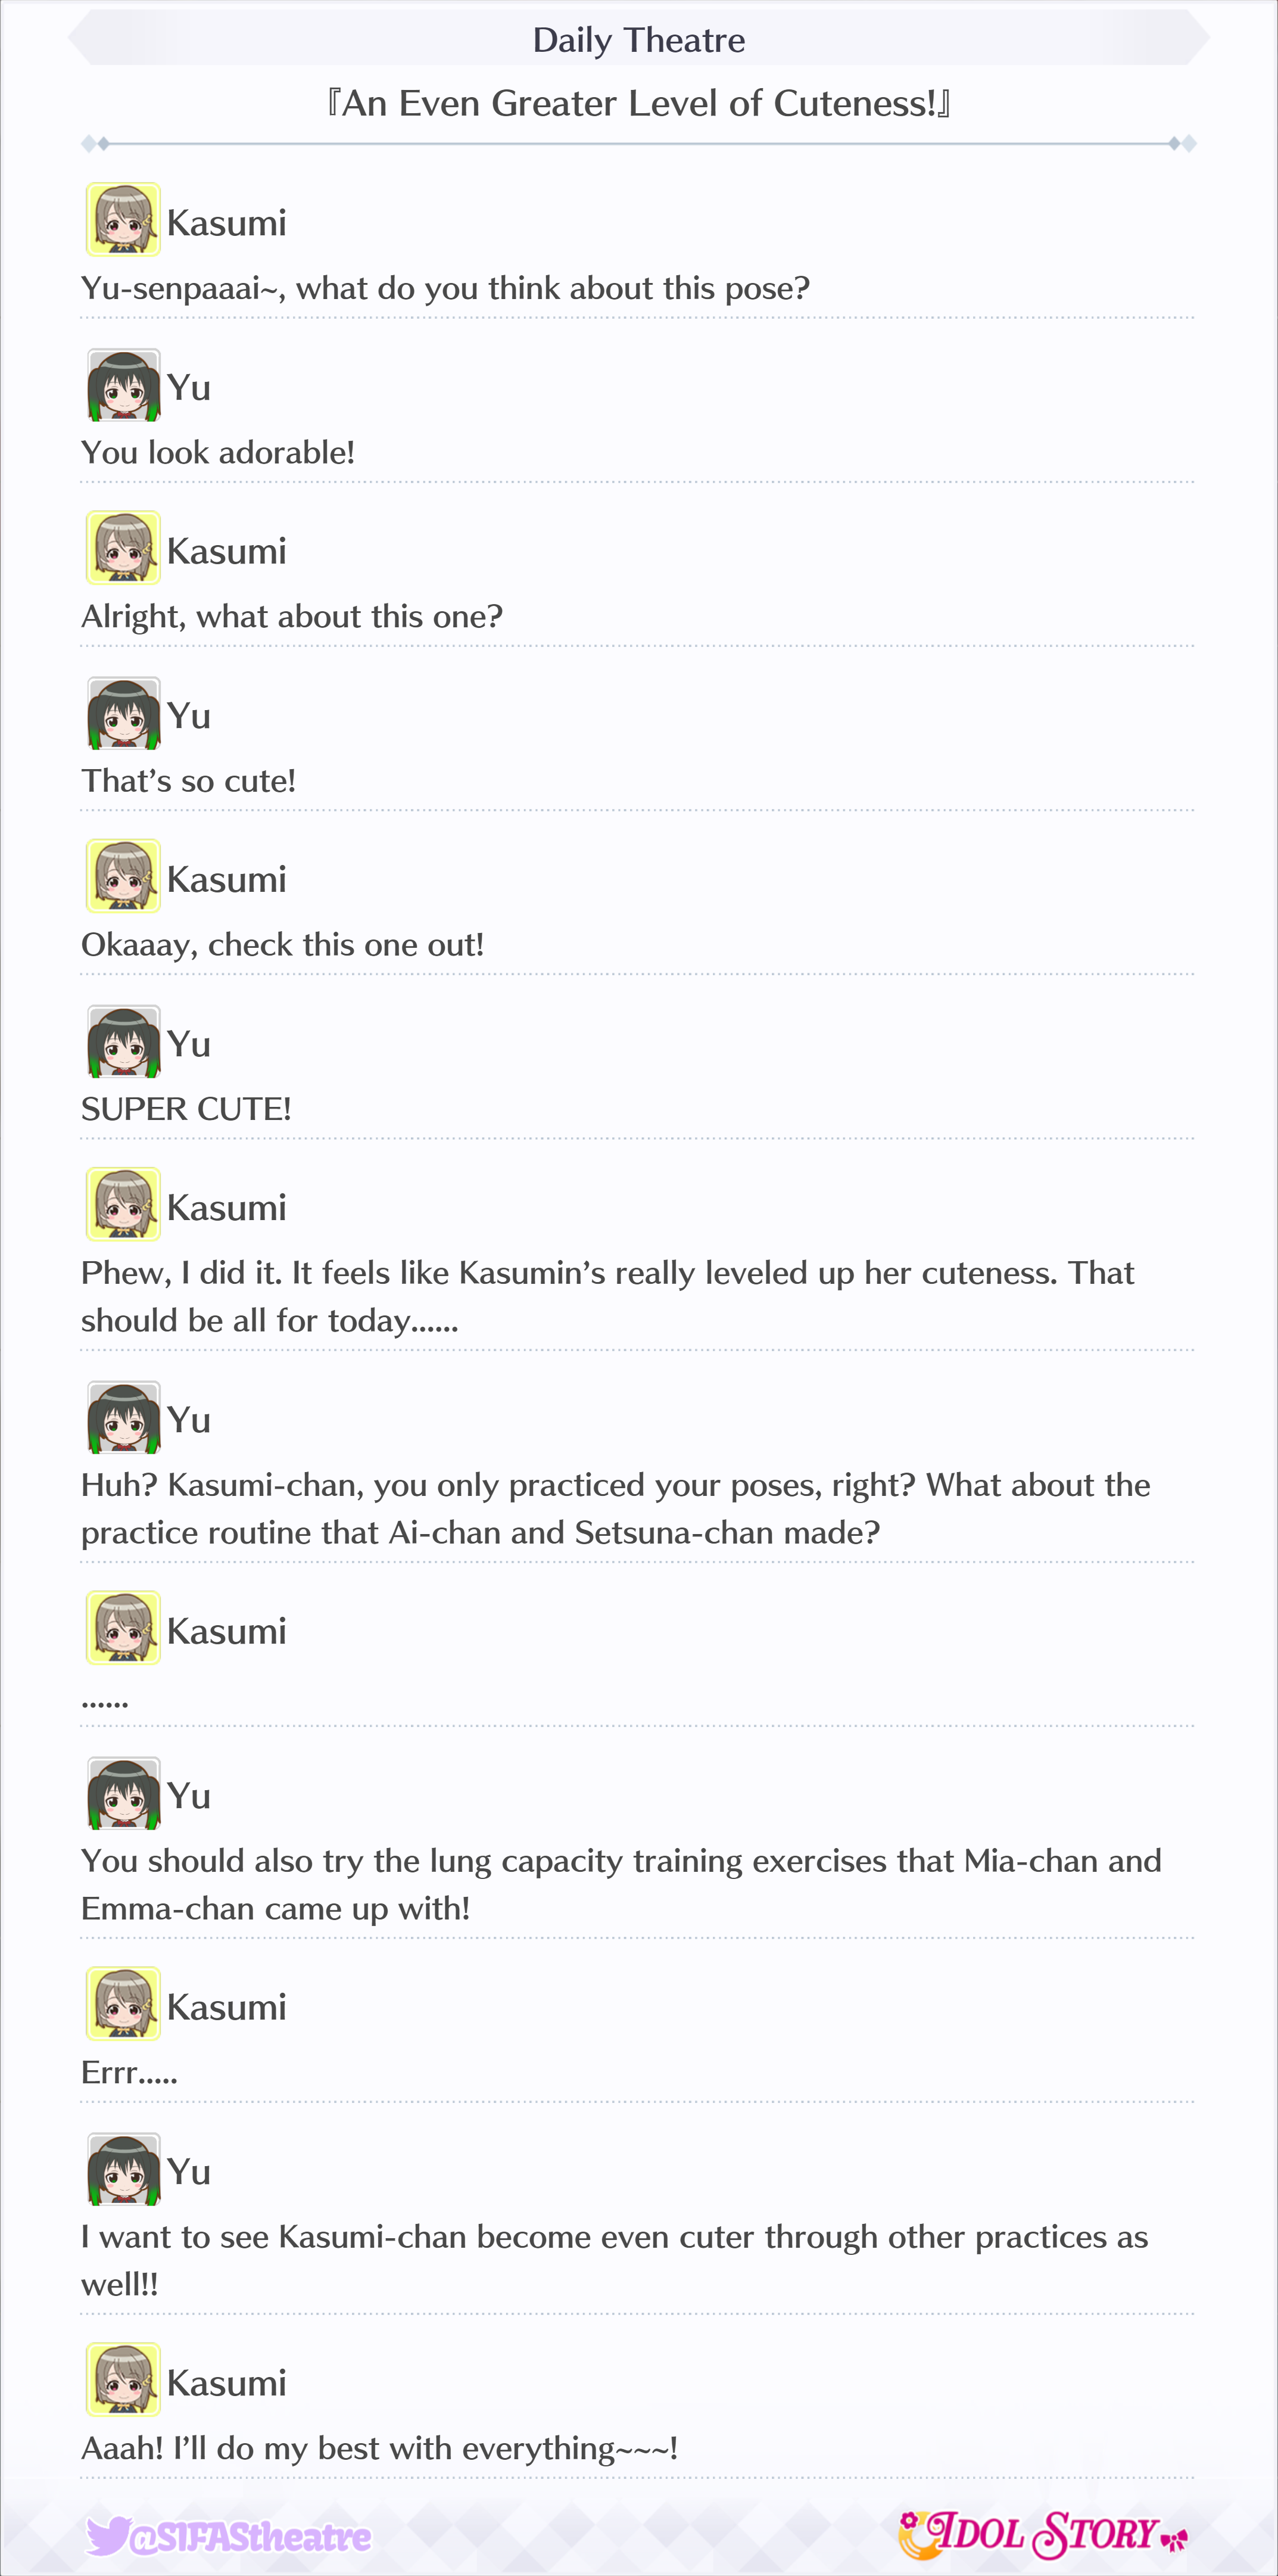 Daily Theatre
『An Even Greater Level of Cuteness!』
Kasumi
Yu-senpaaai~, what do you think about this pose?
Yu
You look adorable!
Kasumi
Alright, what about this one?
Yu
That’s so cute!
Kasumi
Okaaay, check this one out!
Yu
SUPER CUTE!
Kasumi
Phew, I did it. It feels like Kasumin’s really leveled up her cuteness. That
should be all for today......
Yu
Huh? Kasumi-chan, you only practiced your poses, right? What about the
practice routine that Ai-chan and Setsuna-chan made?
Kasumi
......
Yu
You should also try the lung capacity training exercises that Mia-chan and
Emma-chan came up with!
Kasumi
Errr.....
Yu
I want to see Kasumi-chan become even cuter through other practices as
well!!
Kasumi
Aaah! I’ll do my best with everything~~~!
@SIFAStheatre
IDOL STORY